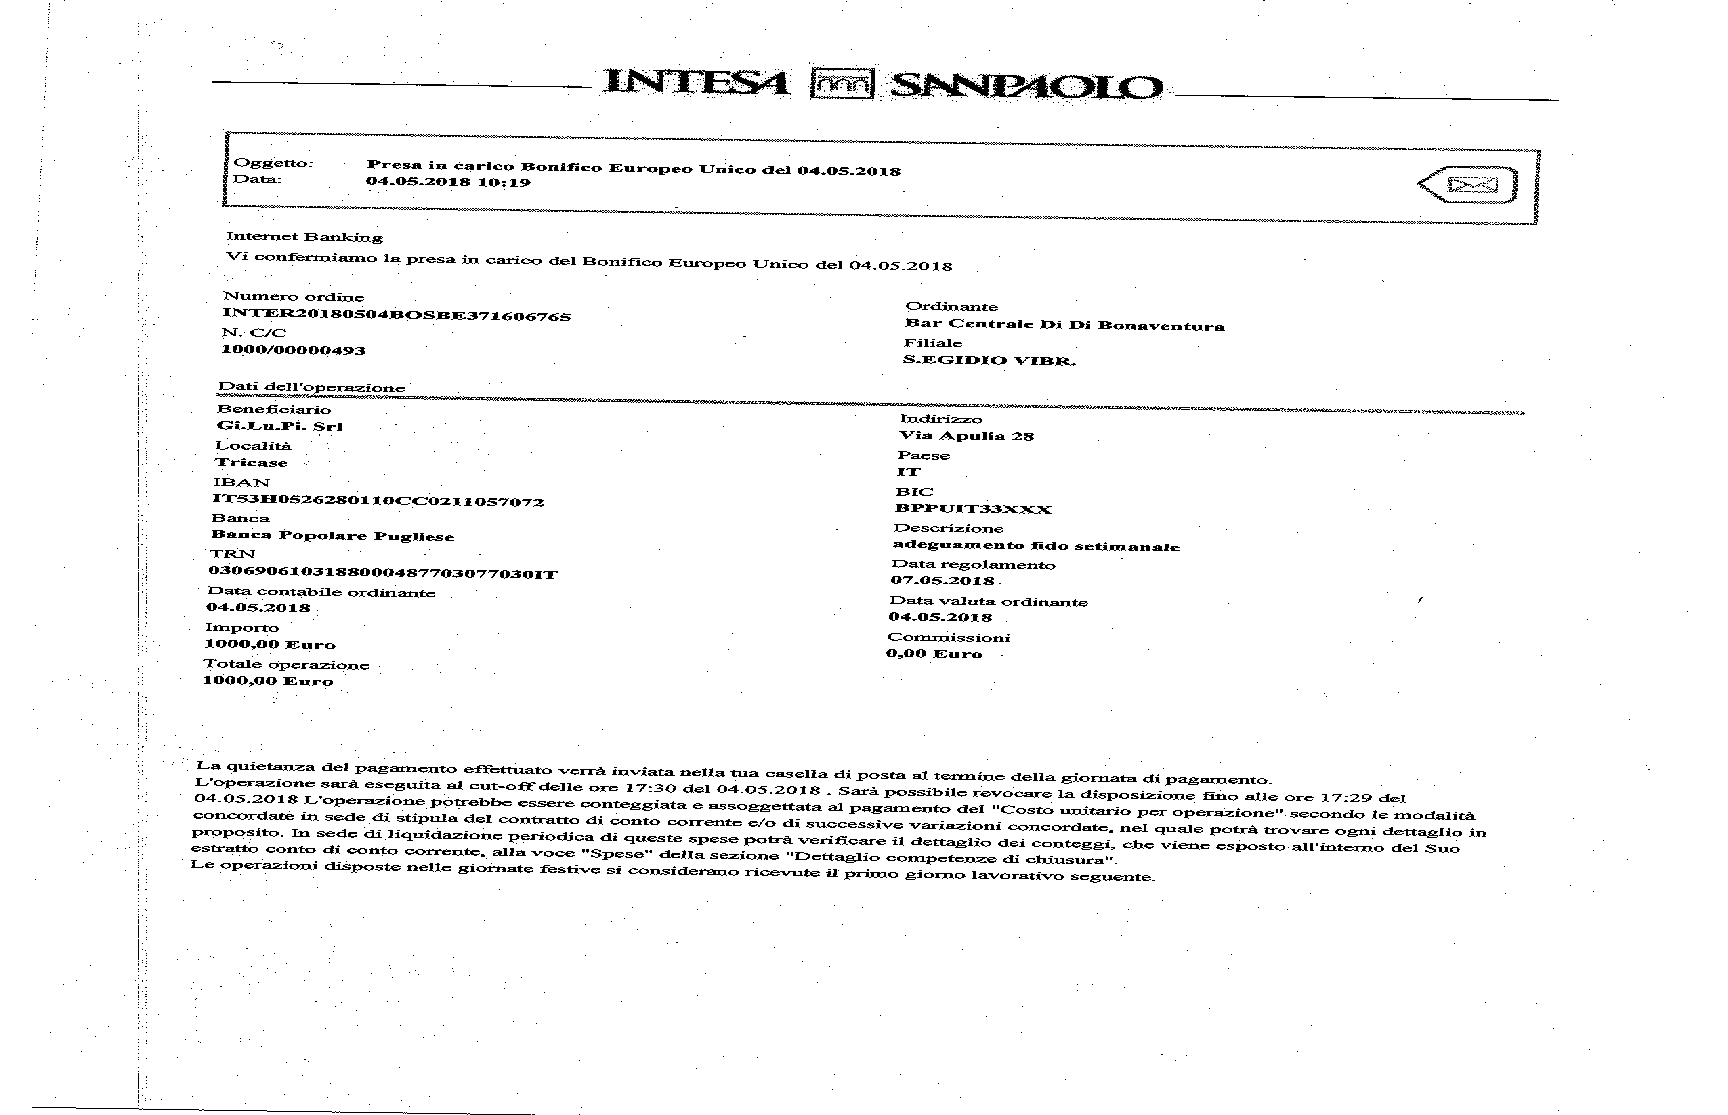 INTESA SANPAOLO
Oggetto: Presa in carico Bonifico Europeo Unico del 04.05.2018
Data: 04.05.2018 10:19
Internet Banking
Vi confermiamo la presa in carico del Bonifico Europeo Unico del 04.05.2018
Numero ordine
INTER20180504BOSBE371606765
N. C/C
1000/00000493
Ordinante
Bar Centrale Di Di Bonaventura
Filiale
S.EGIDIO VIBR.
Dati dell'operazione
Beneficiario
Gi.Lu.Pi. Srl
Località
Tricase
IBAN
IT53H0526280110CC0211057072
Banca
Banca Popolare Pugliese
TRN
0306906103188000487703077030IT
Data contabile ordinante
04.05.2018
Importo
1000,00 Euro
Totale operazione
1000,00 Euro
Indirizzo
Via Apulia 28
Paese
IT
BIC
BPPUIT33XXX
Descrizione
adeguamento fido setimanale
Data regolamento
07.05.2018
Data valuta ordinante
04.05.2018
Commissioni
0,00 Euro
La quietanza del pagamento effettuato verrà inviata nella tua casella di posta al termine della giornata di pagamento.
L'operazione sarà eseguita al cut-off delle ore 17:30 del 04.05.2018 . Sarà possibile revocare la disposizione fino alle ore 17:29 del
04.05.2018 L'operazione potrebbe essere conteggiata e assoggettata al pagamento del "Costo unitario per operazione" secondo le modalità
concordate in sede di stipula del contratto di conto corrente e/o di successive variazioni concordate, nel quale potrà trovare ogni dettaglio in
proposito. In sede di liquidazione periodica di queste spese potrà verificare il dettaglio dei conteggi, che viene esposto all'interno del Suo
estratto conto di conto corrente, alla voce "Spese" della sezione "Dettaglio competenze di chiusura".
Le operazioni disposte nelle giornate festive si considerano ricevute il primo giorno lavorativo seguente.